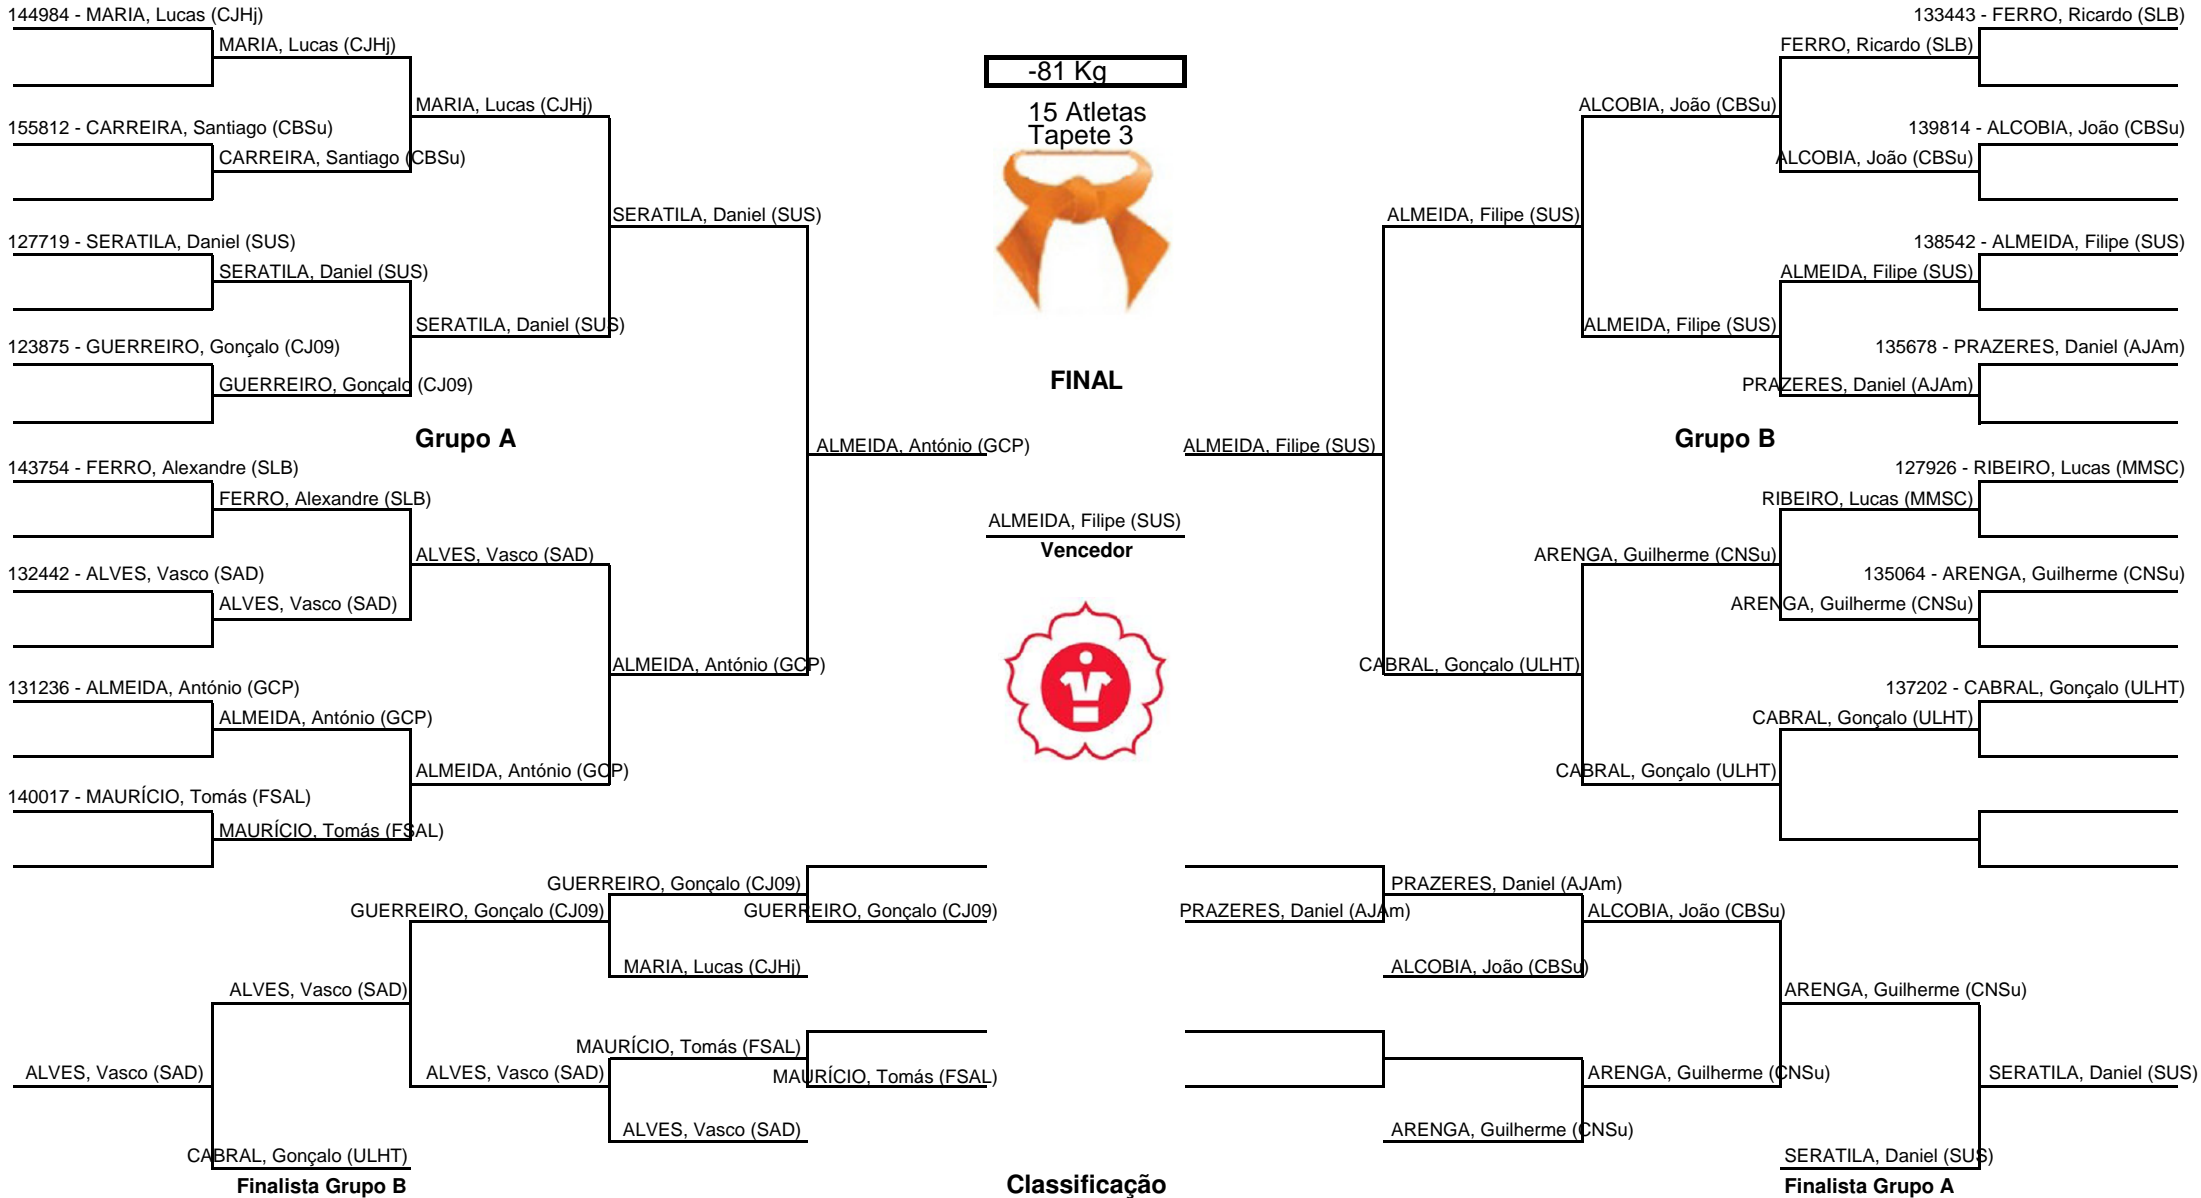 144984 - MARIA, Lucas (CJHj)
MARIA, Lucas (CJHj)
MARIA, Lucas (CJHj)
155812 - CARREIRA, Santiago (CBSu)
CARREIRA, Santiago (CBSu)
SERATILA, Daniel (SUS)
127719 - SERATILA, Daniel (SUS)
SERATILA, Daniel (SUS)
SERATILA, Daniel (SUS)
123875 - GUERREIRO, Gonçalo (CJ09)
GUERREIRO, Gonçalo (CJ09)
Grupo A
ALMEIDA, António (GCP)
143754 - FERRO, Alexandre (SLB)
FERRO, Alexandre (SLB)
ALVES, Vasco (SAD)
132442 - ALVES, Vasco (SAD)
ALVES, Vasco (SAD)
ALMEIDA, António (GCP)
131236 - ALMEIDA, António (GCP)
ALMEIDA, António (GCP)
ALMEIDA, António (GCP)
140017 - MAURÍCIO, Tomás (FSAL)
MAURÍCIO, Tomás (FSAL)
-81 Kg
15 Atletas
Tapete 3
FINAL
ALMEIDA, Filipe (SUS)
Vencedor
133443 - FERRO, Ricardo (SLB)
FERRO, Ricardo (SLB)
ALCOBIA, João (CBSu)
139814 - ALCOBIA, João (CBSu)
ALCOBIA, João (CBSu)
ALMEIDA, Filipe (SUS)
138542 - ALMEIDA, Filipe (SUS)
ALMEIDA, Filipe (SUS)
ALMEIDA, Filipe (SUS)
135678 - PRAZERES, Daniel (AJAm)
PRAZERES, Daniel (AJAm)
Grupo B
ALMEIDA, Filipe (SUS)
127926 - RIBEIRO, Lucas (MMSC)
RIBEIRO, Lucas (MMSC)
ARENGA, Guilherme (CNSu)
135064 - ARENGA, Guilherme (CNSu)
ARENGA, Guilherme (CNSu)
CABRAL, Gonçalo (ULHT)
137202 - CABRAL, Gonçalo (ULHT)
CABRAL, Gonçalo (ULHT)
CABRAL, Gonçalo (ULHT)
GUERREIRO, Gonçalo (CJ09)
GUERREIRO, Gonçalo (CJ09)
GUERREIRO, Gonçalo (CJ09)
MARIA, Lucas (CJHj)
ALVES, Vasco (SAD)
MAURÍCIO, Tomás (FSAL)
ALVES, Vasco (SAD)
ALVES, Vasco (SAD)
MAURÍCIO, Tomás (FSAL)
ALVES, Vasco (SAD)
CABRAL, Gonçalo (ULHT)
Finalista Grupo B
PRAZERES, Daniel (AJAm)
PRAZERES, Daniel (AJAm)
ALCOBIA, João (CBSu)
ALCOBIA, João (CBSu)
ARENGA, Guilherme (CNSu)
ARENGA, Guilherme (CNSu)
SERATILA, Daniel (SUS)
ARENGA, Guilherme (CNSu)
SERATILA, Daniel (SUS)
Finalista Grupo A
Classificação